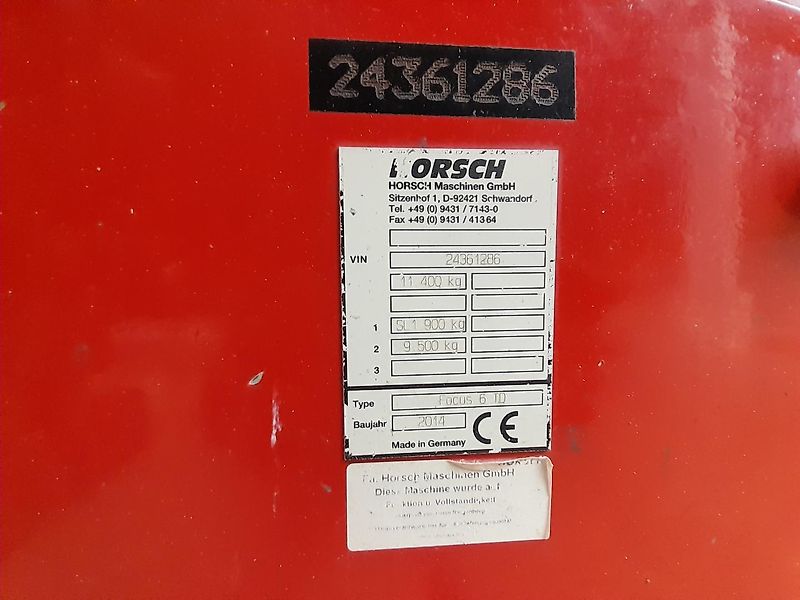 24361286
HORSCH
HORSCH Maschinen GmbH
Sitzenhof 1, D-92421 Schwandorf
Tel. +49 (0) 9431 / 7143-0
Fax +49 (0) 9431 / 41364
VIN 24361286
11 400 kg
1 SL1 900 kg
2 9 500 kg
3
Type Focus 6 TD
Baujahr 2014 CE
Made in Germany
Horsch Maschinen GmbH
Diese Maschine wurde auf
Funktion u. Vollständigkeit